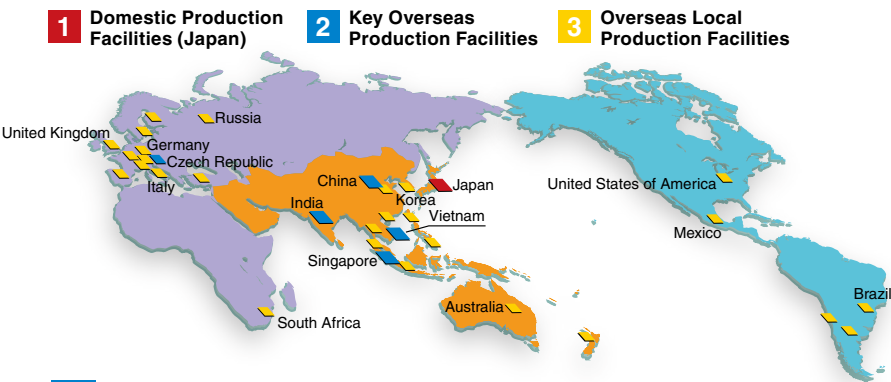 1 Domestic Production
Facilities (Japan)
2 Key Overseas
Production Facilities
3 Overseas Local
Production Facilities
Russia
United Kingdom
Germany
Czech Republic
Italy
China
Korea
Japan
India
Vietnam
Singapore
United States of America
Mexico
Australia
South Africa
Brazil